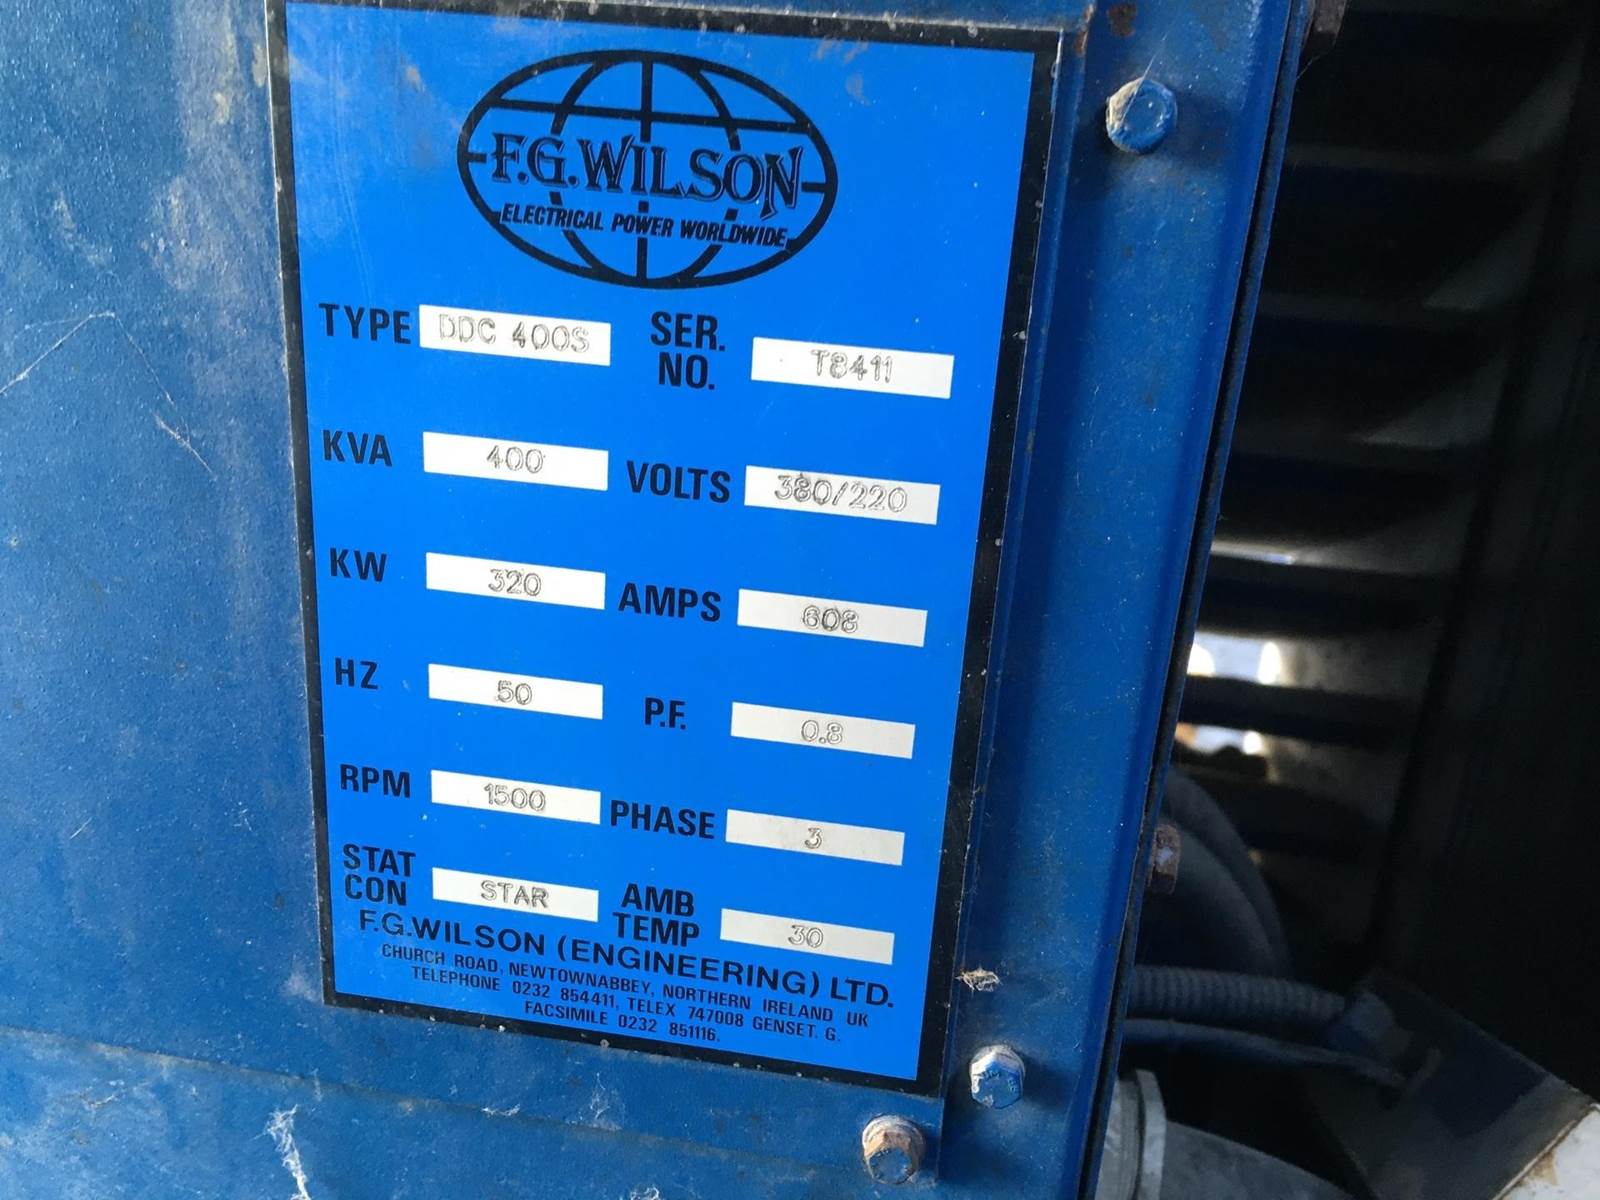 F.G.WILSON
ELECTRICAL POWER WORLDWIDE
TYPE DDC 400S SER. NO. T8411
KVA 400 VOLTS 380/220
KW 320 AMPS 608
HZ 50 P.F. 0.8
RPM 1500 PHASE 3
STAT CON STAR AMB TEMP 30
F.G.WILSON (ENGINEERING) LTD.
CHURCH ROAD, NEWTOWNABBEY, NORTHERN IRELAND UK
TELEPHONE 0232 854411, TELEX 747008 GENSET. G.
FACSIMILE 0232 851116.